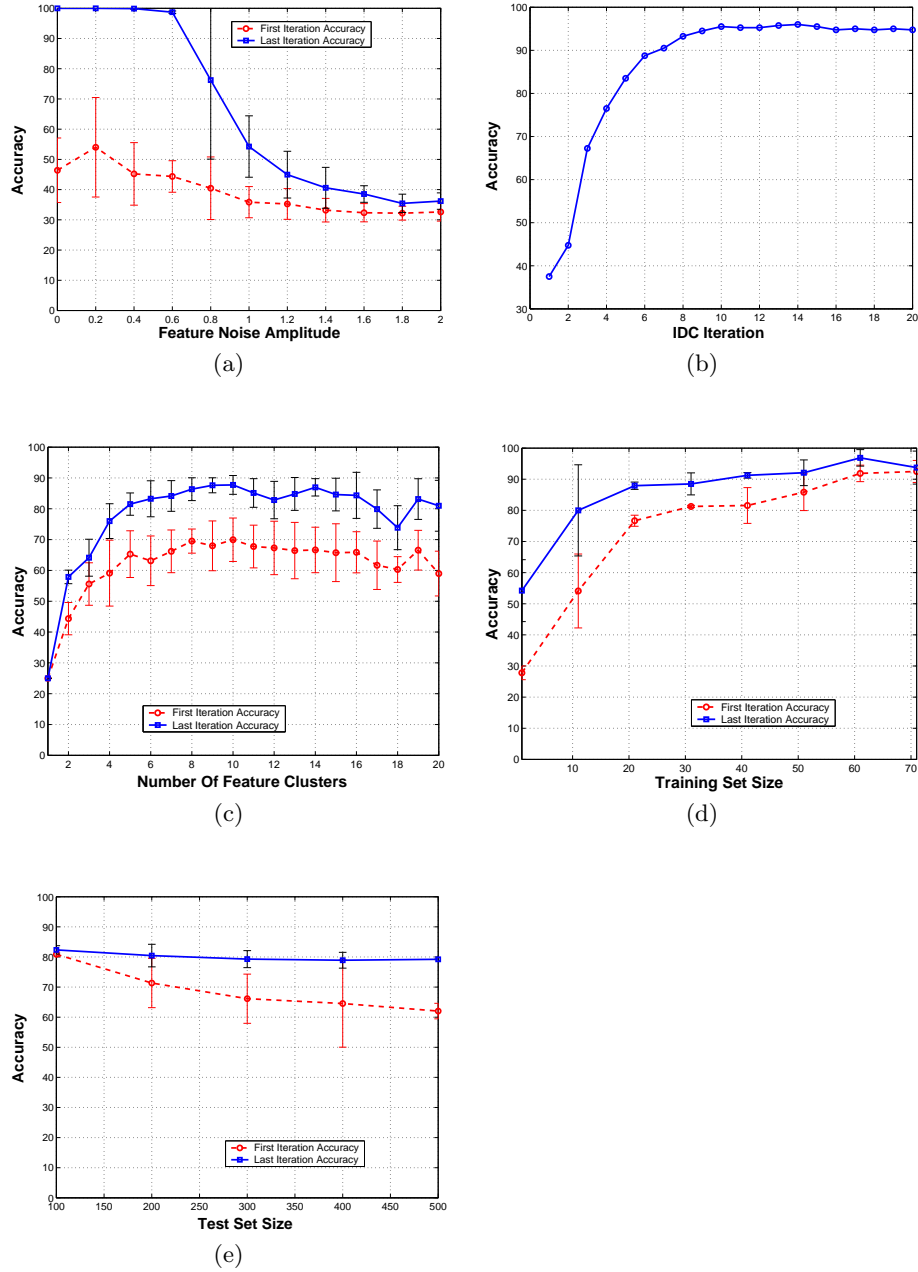 100
90
80
70
60
50
40
30
20
10
0
Accuracy
First Iteration Accuracy
Last Iteration Accuracy
0 0.2 0.4 0.6 0.8 1 1.2 1.4 1.6 1.8 2
Feature Noise Amplitude
(a)
90
80
70
60
50
40
30
Accuracy
0 2 4 6 8 10 12 14 16 18 20
IDC Iteration
(b)
100
90
80
70
60
50
40
30
20
10
0
Accuracy
First Iteration Accuracy
Last Iteration Accuracy
2 4 6 8 10 12 14 16 18 20
Number Of Feature Clusters
(c)
100
90
80
70
60
50
40
30
20
10
0
Accuracy
First Iteration Accuracy
Last Iteration Accuracy
10 20 30 40 50 60 70
Training Set Size
(d)
100
90
80
70
60
50
40
30
20
10
0
Accuracy
First Iteration Accuracy
Last Iteration Accuracy
100 150 200 250 300 350 400 450 500
Test Set Size
(e)